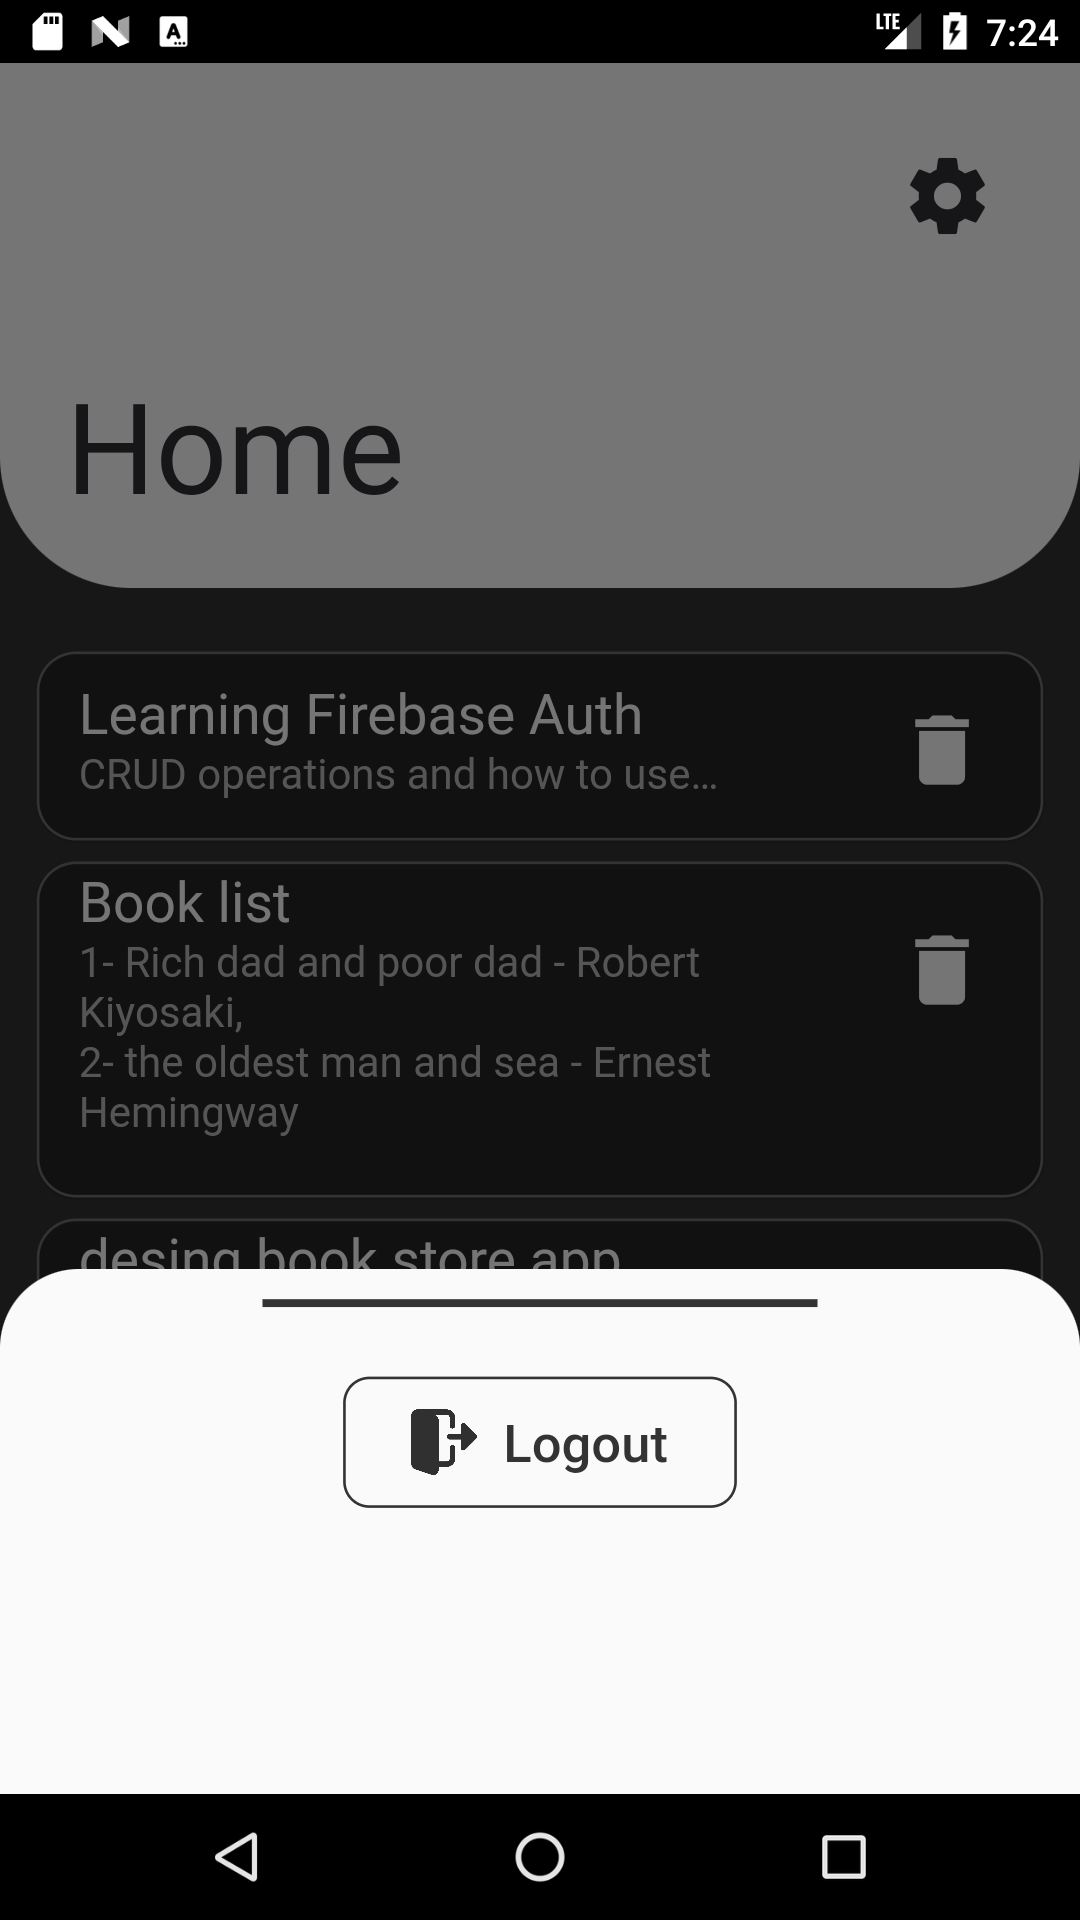 LTE 7:24
Home
Learning Firebase Auth
CRUD operations and how to use...
Book list
1- Rich dad and poor dad - Robert
Kiyosaki,
2- the oldest man and sea - Ernest
Hemingway
desing book store app
Logout